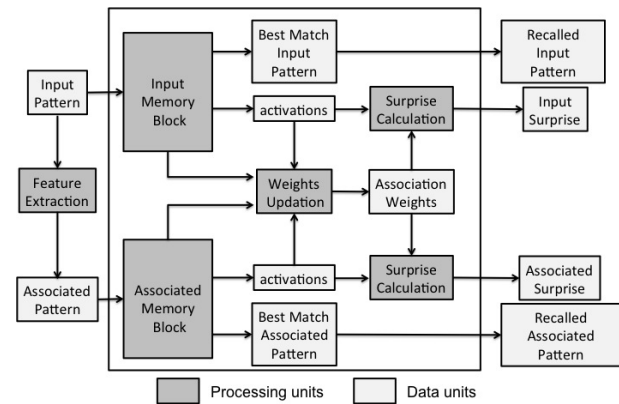 Input
Pattern
Feature
Extraction
Associated
Pattern
Input
Memory
Block
Associated
Memory
Block
Best Match
Input
Pattern
activations
Weights
Updation
activations
Best Match
Associated
Pattern
Surprise
Calculation
Association
Weights
Surprise
Calculation
Recalled
Input
Pattern
Input
Surprise
Associated
Surprise
Recalled
Associated
Pattern
Processing units
Data units